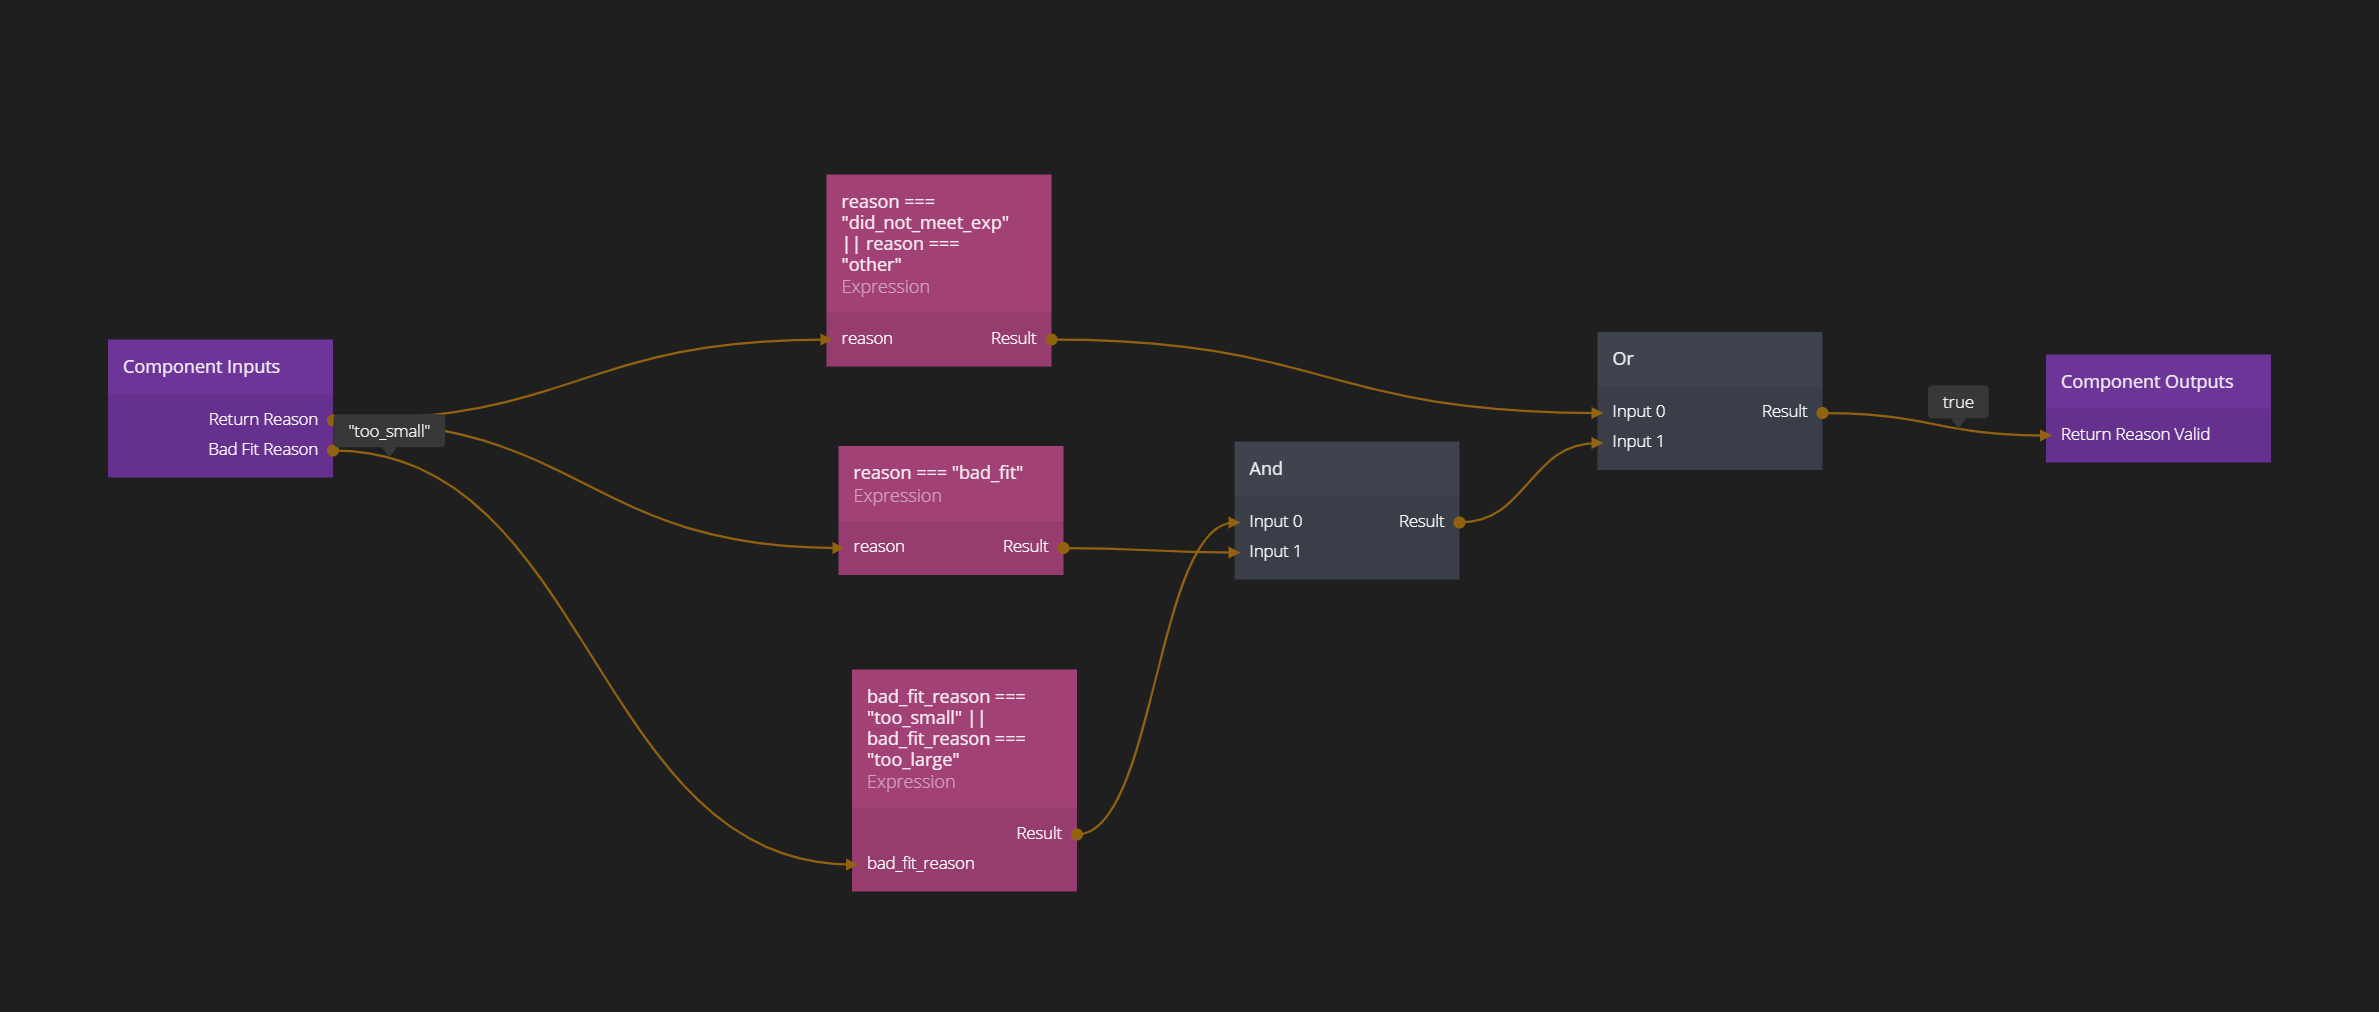 Component Inputs
Return Reason
Bad Fit Reason
"too_small"
reason ===
"did_not_meet_exp"
|| reason ===
"other"
Expression
reason Result
reason === "bad_fit"
Expression
reason Result
bad_fit_reason ===
"too_small" ||
bad_fit_reason ===
"too_large"
Expression
Result
bad_fit_reason
And
Input 0 Result
Input 1
Or
Input 0 Result
Input 1
true
Component Outputs
Return Reason Valid